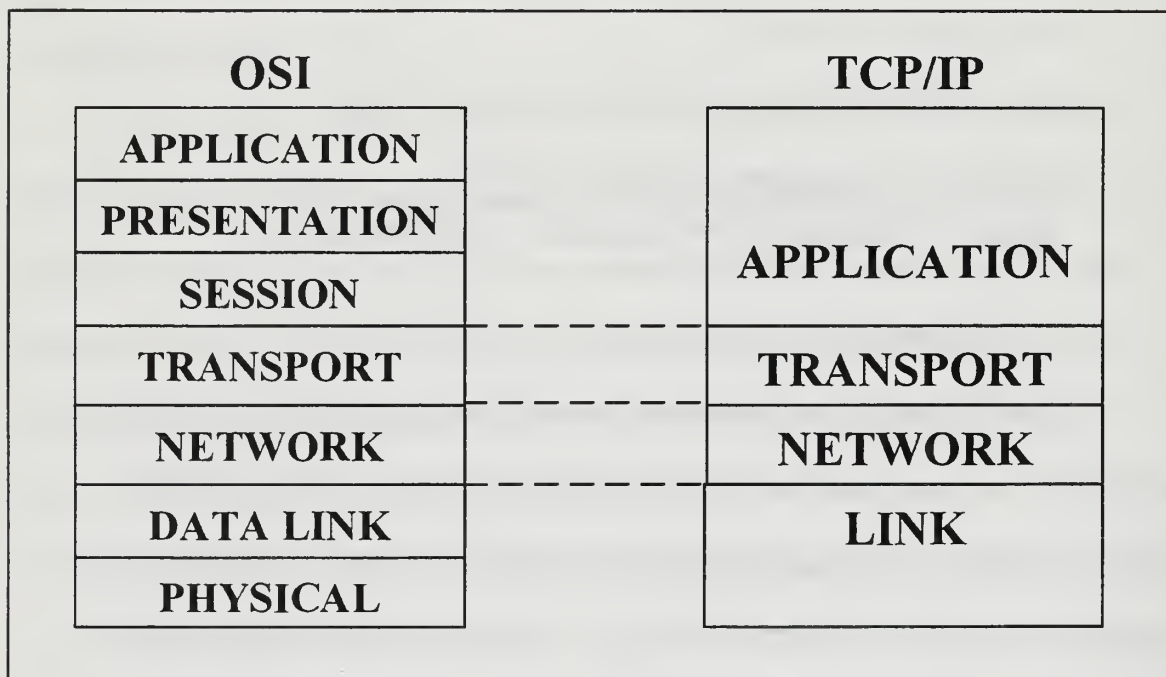 OSI
APPLICATION
PRESENTATION
SESSION
TRANSPORT
NETWORK
DATA LINK
PHYSICAL
TCP/IP
APPLICATION
TRANSPORT
NETWORK
LINK